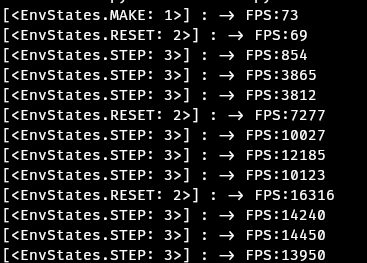 [<EnvStates.MAKE: 1>] : → FPS:73
[<EnvStates.RESET: 2>] : → FPS:69
[<EnvStates.STEP: 3>] : → FPS:854
[<EnvStates.STEP: 3>] : → FPS:3865
[<EnvStates.STEP: 3>] : → FPS:3812
[<EnvStates.RESET: 2>] : → FPS:7277
[<EnvStates.STEP: 3>] : → FPS:10027
[<EnvStates.STEP: 3>] : → FPS:12185
[<EnvStates.STEP: 3>] : → FPS:10123
[<EnvStates.RESET: 2>] : → FPS:16316
[<EnvStates.STEP: 3>] : → FPS:14240
[<EnvStates.STEP: 3>] : → FPS:14450
[<EnvStates.STEP: 3>] : → FPS:13950